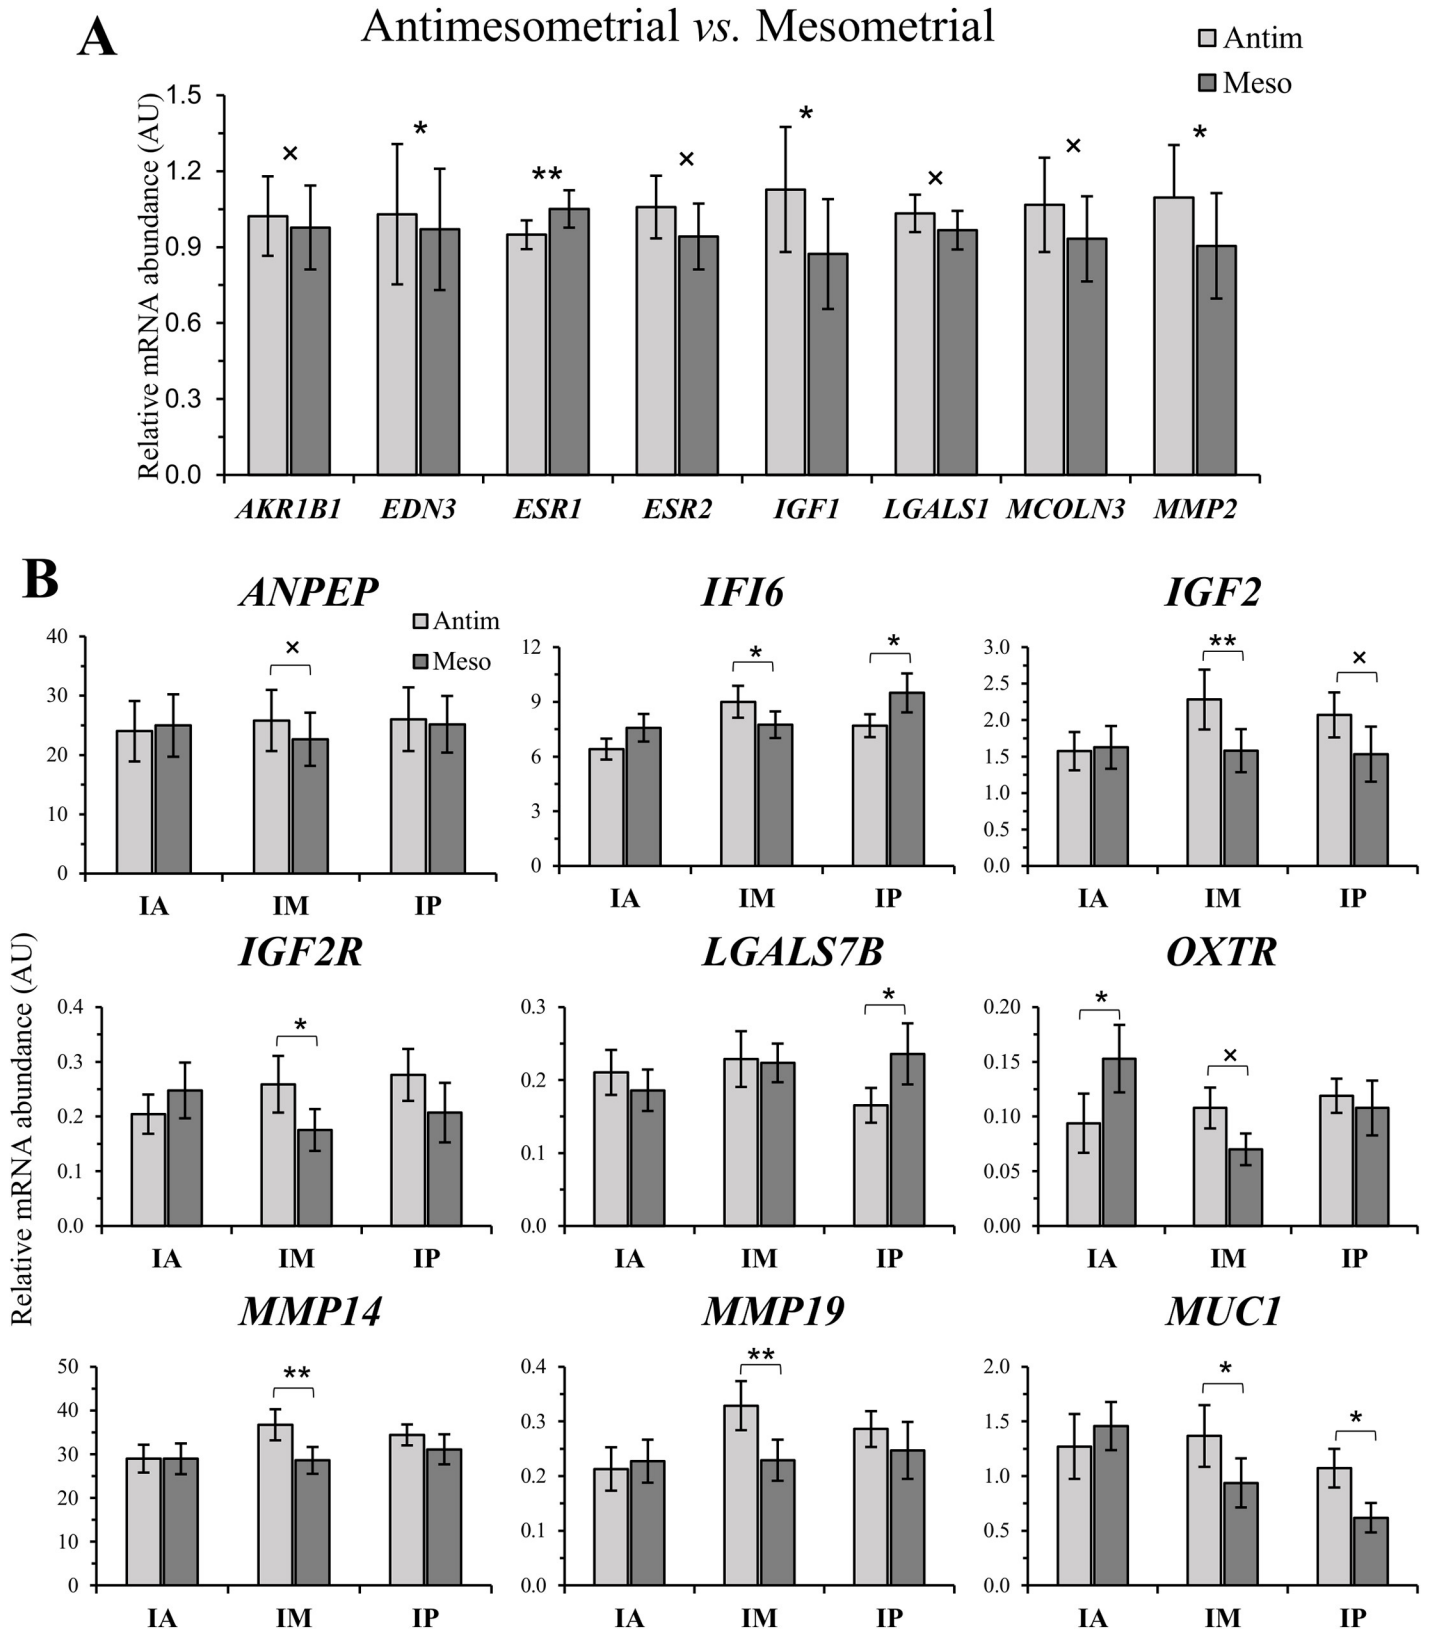 A
Antimesometrial vs. Mesometrial
Antim
Meso
Relative mRNA abundance (AU)
1.5
1.2
0.9
0.6
0.3
0.0
× * ** × * × × *
AKR1B1 EDN3 ESR1 ESR2 IGF1 LGALS1 MCOLN3 MMP2
B
Relative mRNA abundance (AU)
ANPEP
Antim
Meso
40
30
20
10
0
×
IA IM IP
IFI6
12
9
6
3
0
* *
IA IM IP
IGF2
3.0
2.5
2.0
1.5
1.0
0.5
0.0
** ×
IA IM IP
IGF2R
0.4
0.3
0.2
0.1
0.0
*
IA IM IP
LGALS7B
0.3
0.2
0.1
0.0
*
IA IM IP
OXTR
0.20
0.15
0.10
0.05
0.00
* ×
IA IM IP
MMP14
50
40
30
20
10
0
**
IA IM IP
MMP19
0.4
0.3
0.2
0.1
0.0
**
IA IM IP
MUC1
2.0
1.5
1.0
0.5
0.0
* *
IA IM IP